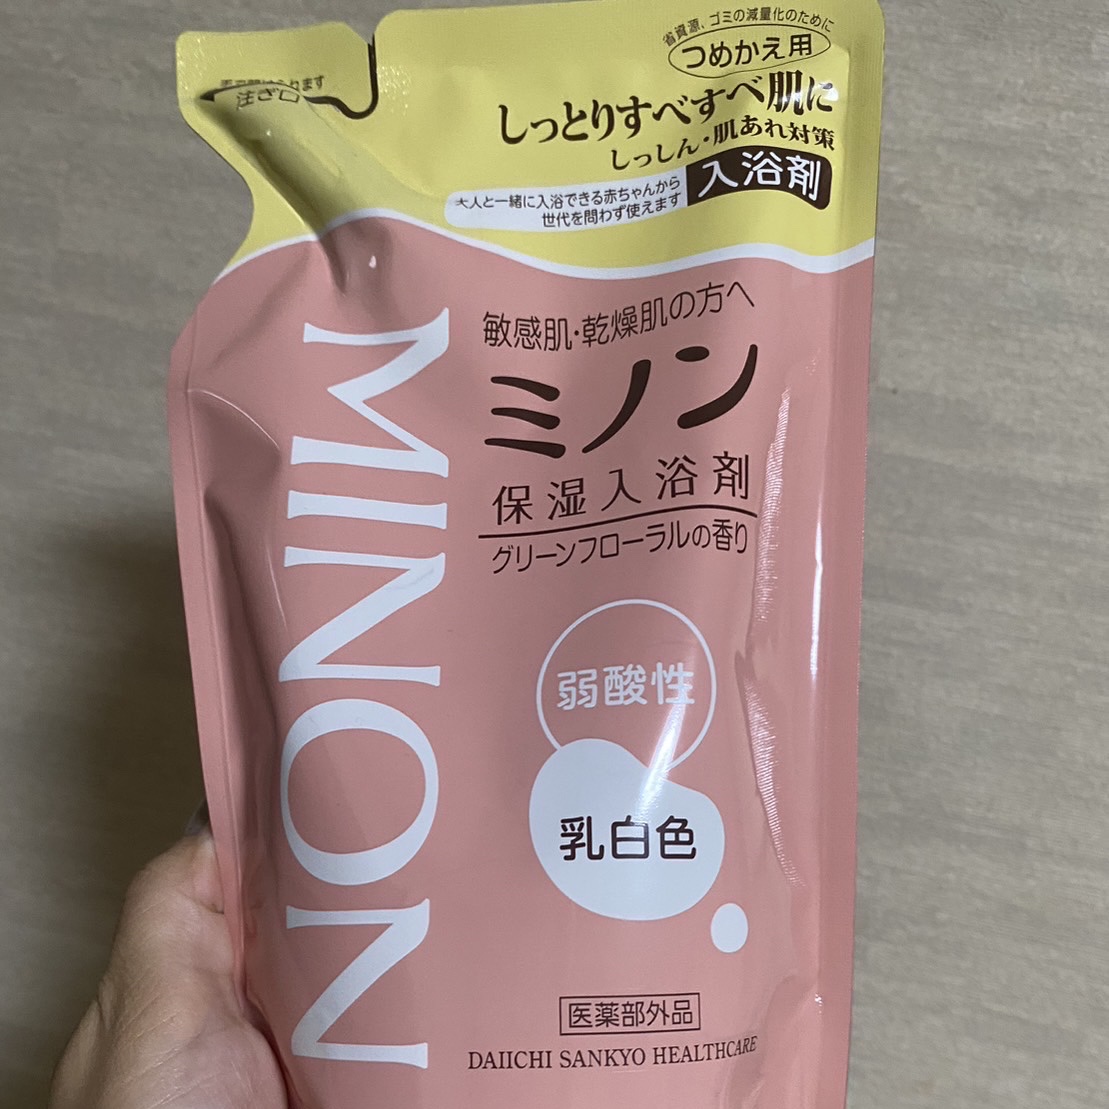 省資源、ゴミの減量化のために
つめかえ用
注ぎ口
しっとりすべすべ肌に
しっしん・肌あれ対策
大人と一緒に入浴できる赤ちゃんから
世代を問わず使えます
入浴剤
敏感肌・乾燥肌の方へ
ミノン
保湿入浴剤
グリーンフローラルの香り
MINON
弱酸性
乳白色
医薬部外品
DAIICHI SANKYO HEALTHCARE